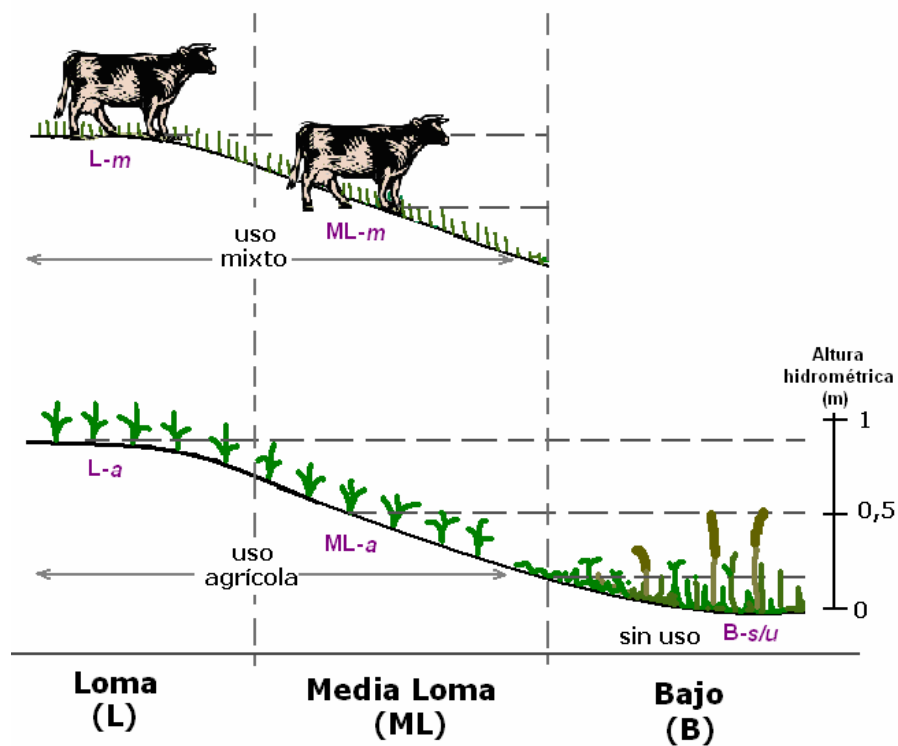 L-m
ML-m
uso
mixto
Altura
hidrométrica
(m)
1
L-a
0,5
ML-a
uso
agrícola
0
sin uso
B-s/u
Loma
(L)
Media Loma
(ML)
Bajo
(B)